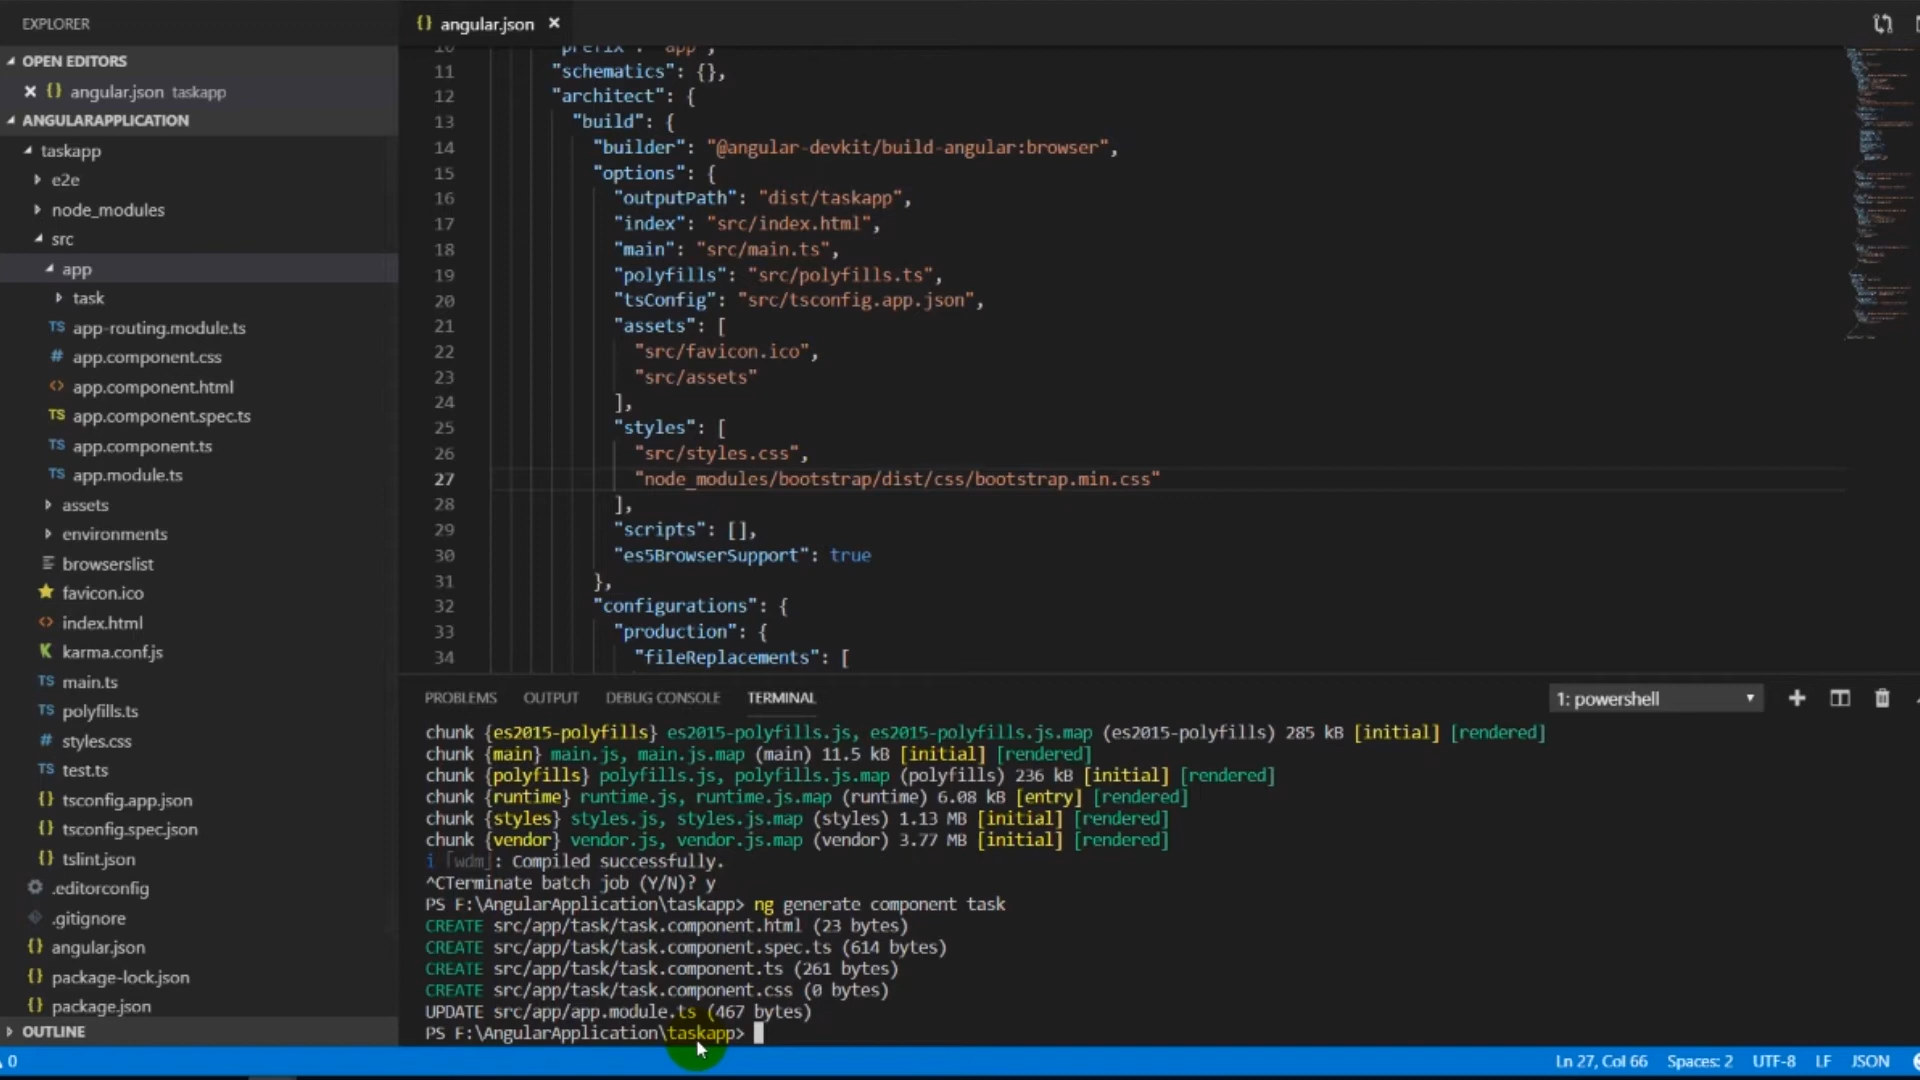 EXPLORER
OPEN EDITORS
angular.json taskapp
ANGULARAPPLICATION
taskapp
e2e
node_modules
src
app
task
TS app-routing.module.ts
# app.component.css
<> app.component.html
TS app.component.spec.ts
TS app.component.ts
TS app.module.ts
assets
environments
browserslist
favicon.ico
<> index.html
K karma.conf.js
TS main.ts
TS polyfills.ts
# styles.css
TS test.ts
{} tsconfig.app.json
{} tsconfig.spec.json
{} tslint.json
.editorconfig
.gitignore
{} angular.json
{} package-lock.json
{} package.json
OUTLINE
{} angular.json
10 "prefix": "app",
11 "schematics": {},
12 "architect": {
13 "build": {
14 "builder": "@angular-devkit/build-angular:browser",
15 "options": {
16 "outputPath": "dist/taskapp",
17 "index": "src/index.html",
18 "main": "src/main.ts",
19 "polyfills": "src/polyfills.ts",
20 "tsConfig": "src/tsconfig.app.json",
21 "assets": [
22 "src/favicon.ico",
23 "src/assets"
24 ],
25 "styles": [
26 "src/styles.css",
27 "node_modules/bootstrap/dist/css/bootstrap.min.css"
28 ],
29 "scripts": [],
30 "es5BrowserSupport": true
31 },
32 "configurations": {
33 "production": {
34 "fileReplacements": [
PROBLEMS OUTPUT DEBUG CONSOLE TERMINAL 1: powershell
chunk {es2015-polyfills} es2015-polyfills.js, es2015-polyfills.js.map (es2015-polyfills) 285 kB [initial] [rendered]
chunk {main} main.js, main.js.map (main) 11.5 kB [initial] [rendered]
chunk {polyfills} polyfills.js, polyfills.js.map (polyfills) 236 kB [initial] [rendered]
chunk {runtime} runtime.js, runtime.js.map (runtime) 6.08 kB [entry] [rendered]
chunk {styles} styles.js, styles.js.map (styles) 1.13 MB [initial] [rendered]
chunk {vendor} vendor.js, vendor.js.map (vendor) 3.77 MB [initial] [rendered]
i ｢wdm｣: Compiled successfully.
^CTerminate batch job (Y/N)? y
PS F:\AngularApplication\taskapp> ng generate component task
CREATE src/app/task/task.component.html (23 bytes)
CREATE src/app/task/task.component.spec.ts (614 bytes)
CREATE src/app/task/task.component.ts (261 bytes)
CREATE src/app/task/task.component.css (0 bytes)
UPDATE src/app/app.module.ts (467 bytes)
PS F:\AngularApplication\taskapp>
0 Ln 27, Col 66 Spaces: 2 UTF-8 LF JSON